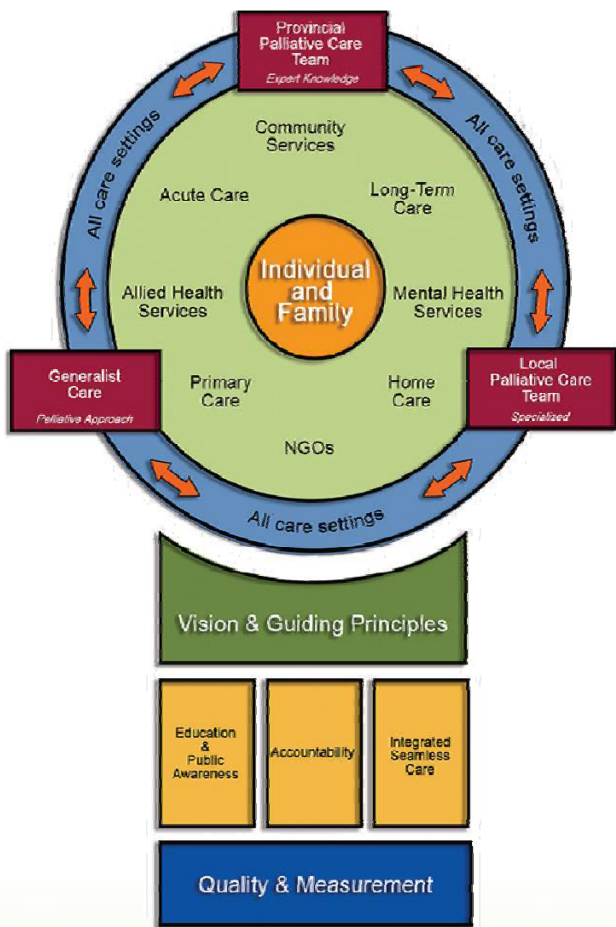 Provincial
Palliative Care
Team
Expert Knowledge
All care settings
All care settings
Community
Services
Acute Care
Long-Term
Care
Individual
and
Family
Allied Health
Services
Mental Health
Services
Generalist
Care
Palliative Approach
Primary
Care
Home
Care
Local
Palliative Care
Team
Specialized
NGOs
All care settings
Vision & Guiding Principles
Education
&
Public
Awareness
Accountability
Integrated
Seamless
Care
Quality & Measurement